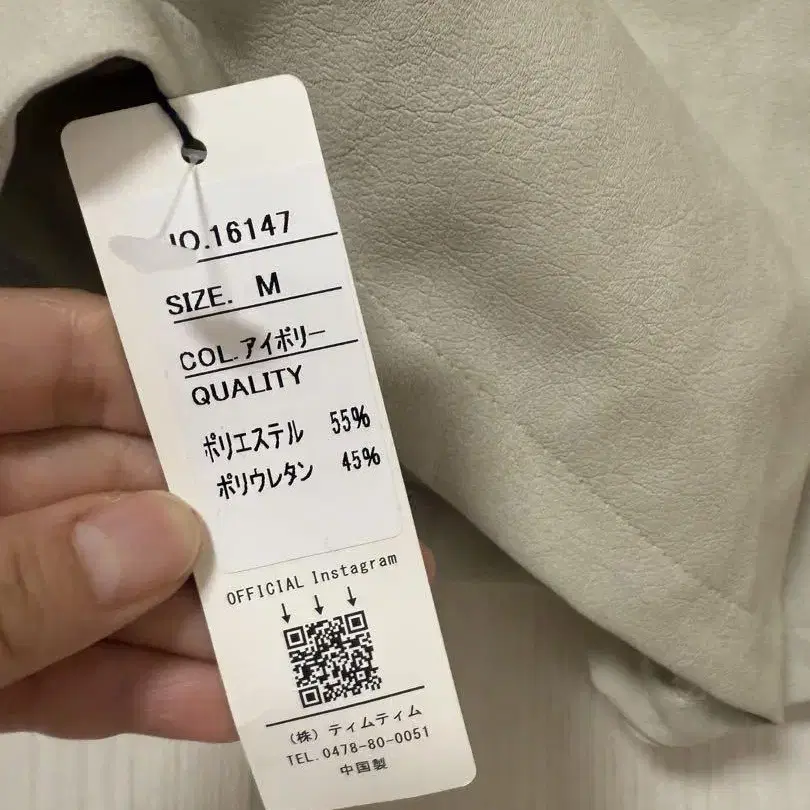 NO.16147
SIZE. M
COL.アイボリー
QUALITY
ポリエステル 55%
ポリウレタン 45%
OFFICIAL Instagram
↓ ↓ ↓
(株) ティムティム
TEL.0478-80-0051
中国製